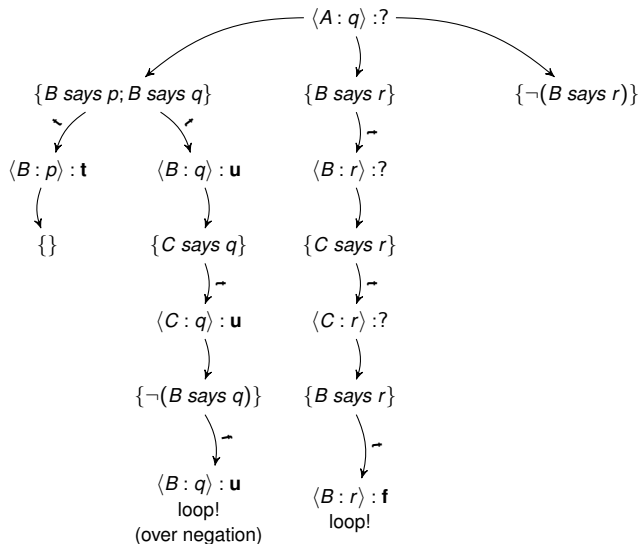 ⟨A : q⟩ :?
{B says p; B says q} {B says r} {¬(B says r)}
t t t
⟨B : p⟩ : t ⟨B : q⟩ : u ⟨B : r⟩ :?
{} {C says q} {C says r}
t t
⟨C : q⟩ : u ⟨C : r⟩ :?
{¬(B says q)} {B says r}
f t
⟨B : q⟩ : u ⟨B : r⟩ : f
loop! loop!
(over negation)